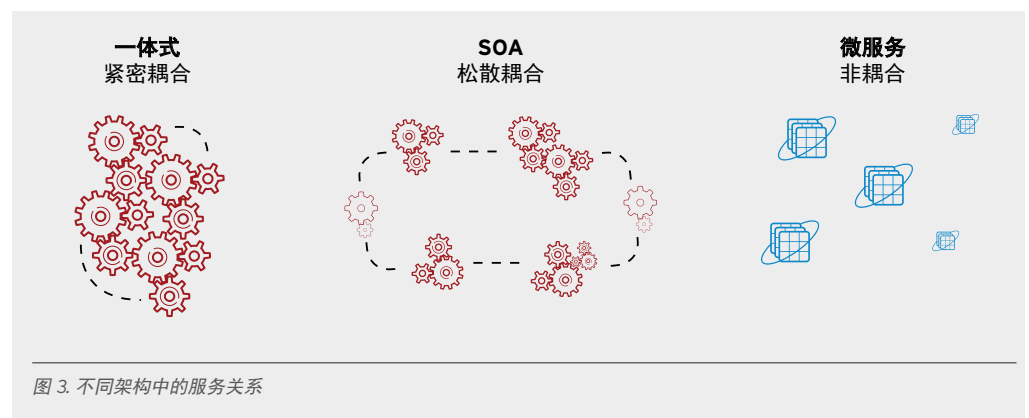 一体式
紧密耦合
SOA
松散耦合
微服务
非耦合
图 3. 不同架构中的服务关系